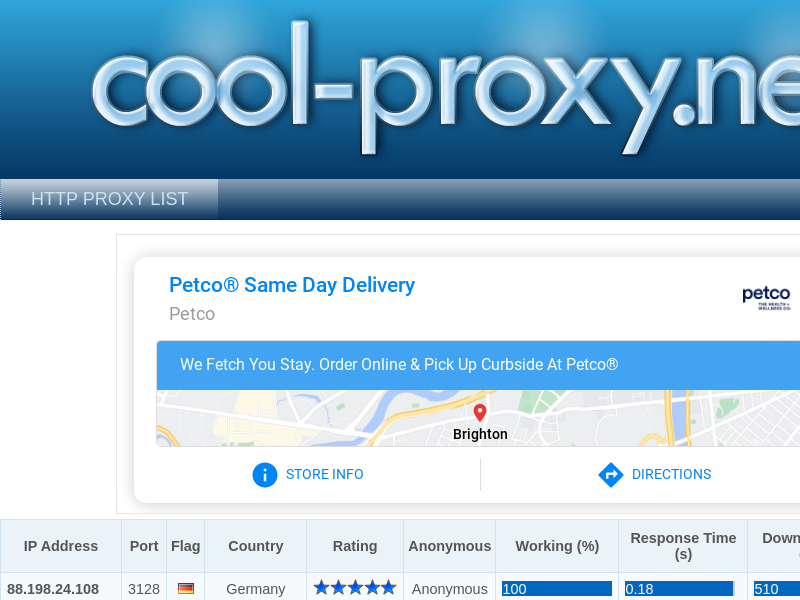 cool-proxy.ne
HTTP PROXY LIST
Petco® Same Day Delivery
Petco
petco
THE HEALTH +
WELLNESS CO.
We Fetch You Stay. Order Online & Pick Up Curbside At Petco®
Brighton
STORE INFO
DIRECTIONS
IP Address Port Flag Country Rating Anonymous Working (%) Response Time (s) Down
88.198.24.108 3128 Germany Anonymous 100 0.18 510